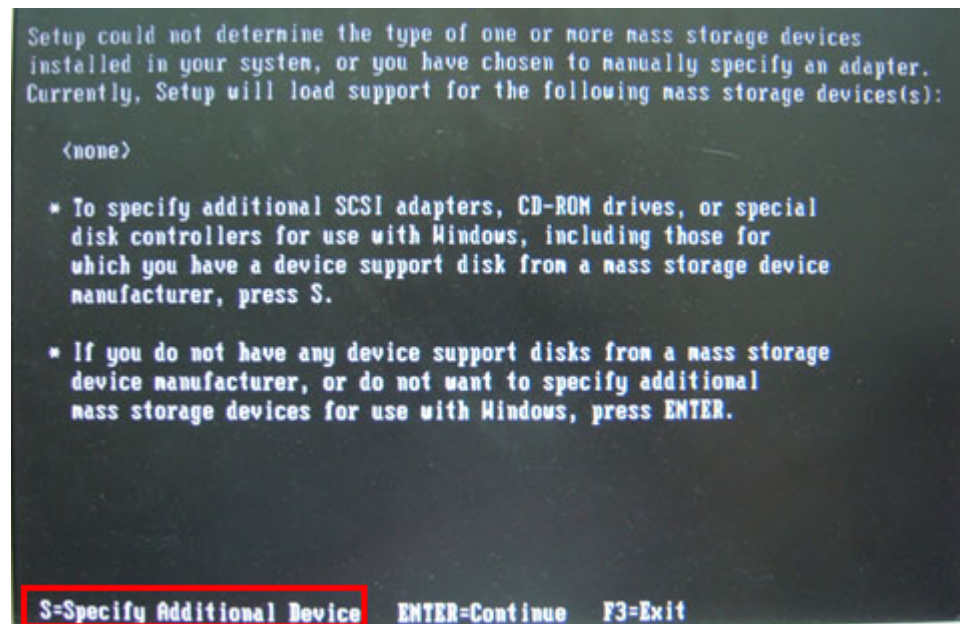 Setup could not determine the type of one or more mass storage devices
installed in your system, or you have chosen to manually specify an adapter.
Currently, Setup will load support for the following mass storage devices(s):
<none>
* To specify additional SCSI adapters, CD-ROM drives, or special
disk controllers for use with Windows, including those for
which you have a device support disk from a mass storage device
manufacturer, press S.
* If you do not have any device support disks from a mass storage
device manufacturer, or do not want to specify additional
mass storage devices for use with Windows, press ENTER.
S=Specify Additional Device ENTER=Continue F3=Exit